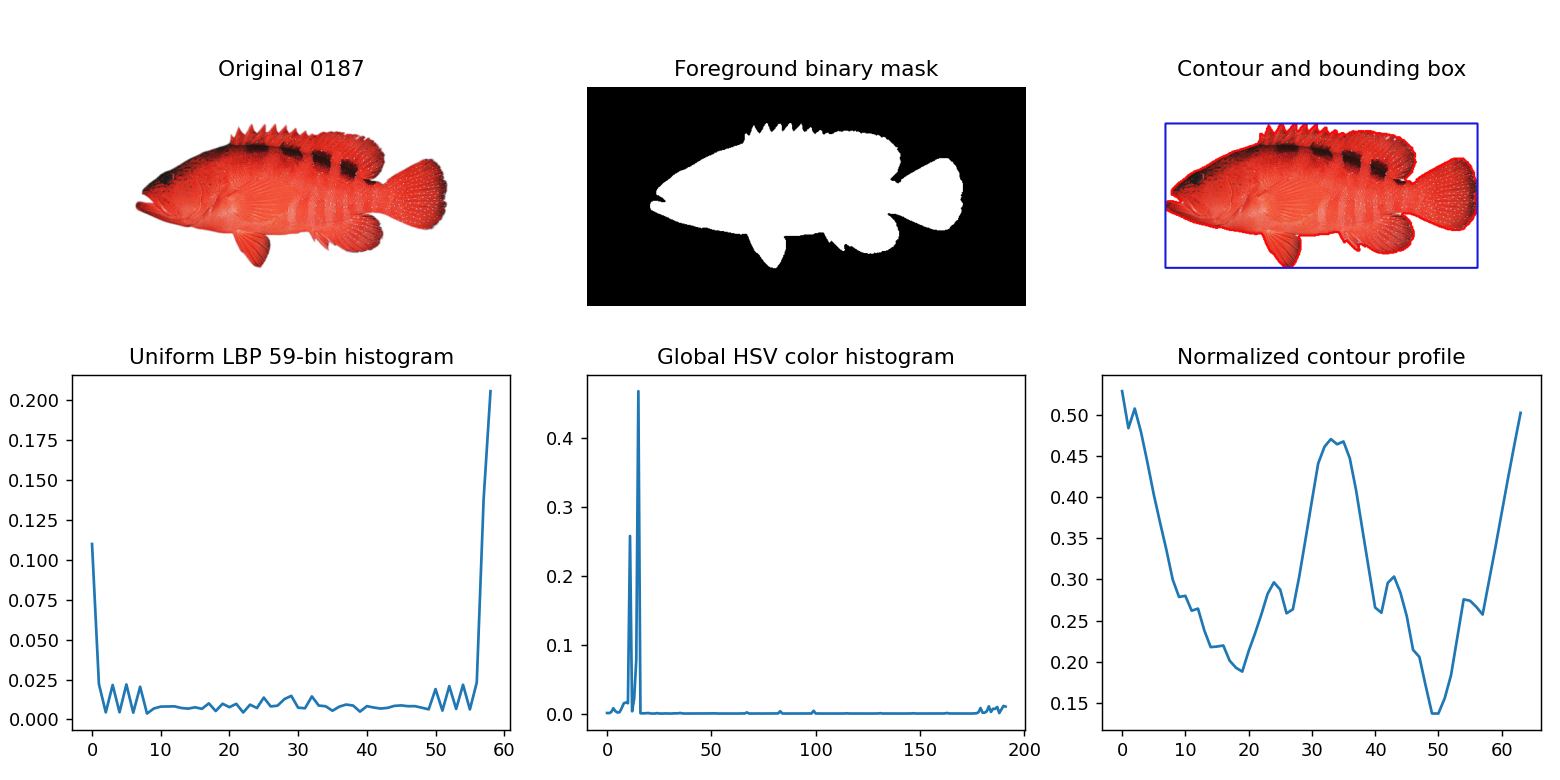 Original 0187
Foreground binary mask
Contour and bounding box
Uniform LBP 59-bin histogram
0.200
0.175
0.150
0.125
0.100
0.075
0.050
0.025
0.000
0 10 20 30 40 50 60
Global HSV color histogram
0.4
0.3
0.2
0.1
0.0
0 50 100 150 200
Normalized contour profile
0.50
0.45
0.40
0.35
0.30
0.25
0.20
0.15
0 10 20 30 40 50 60